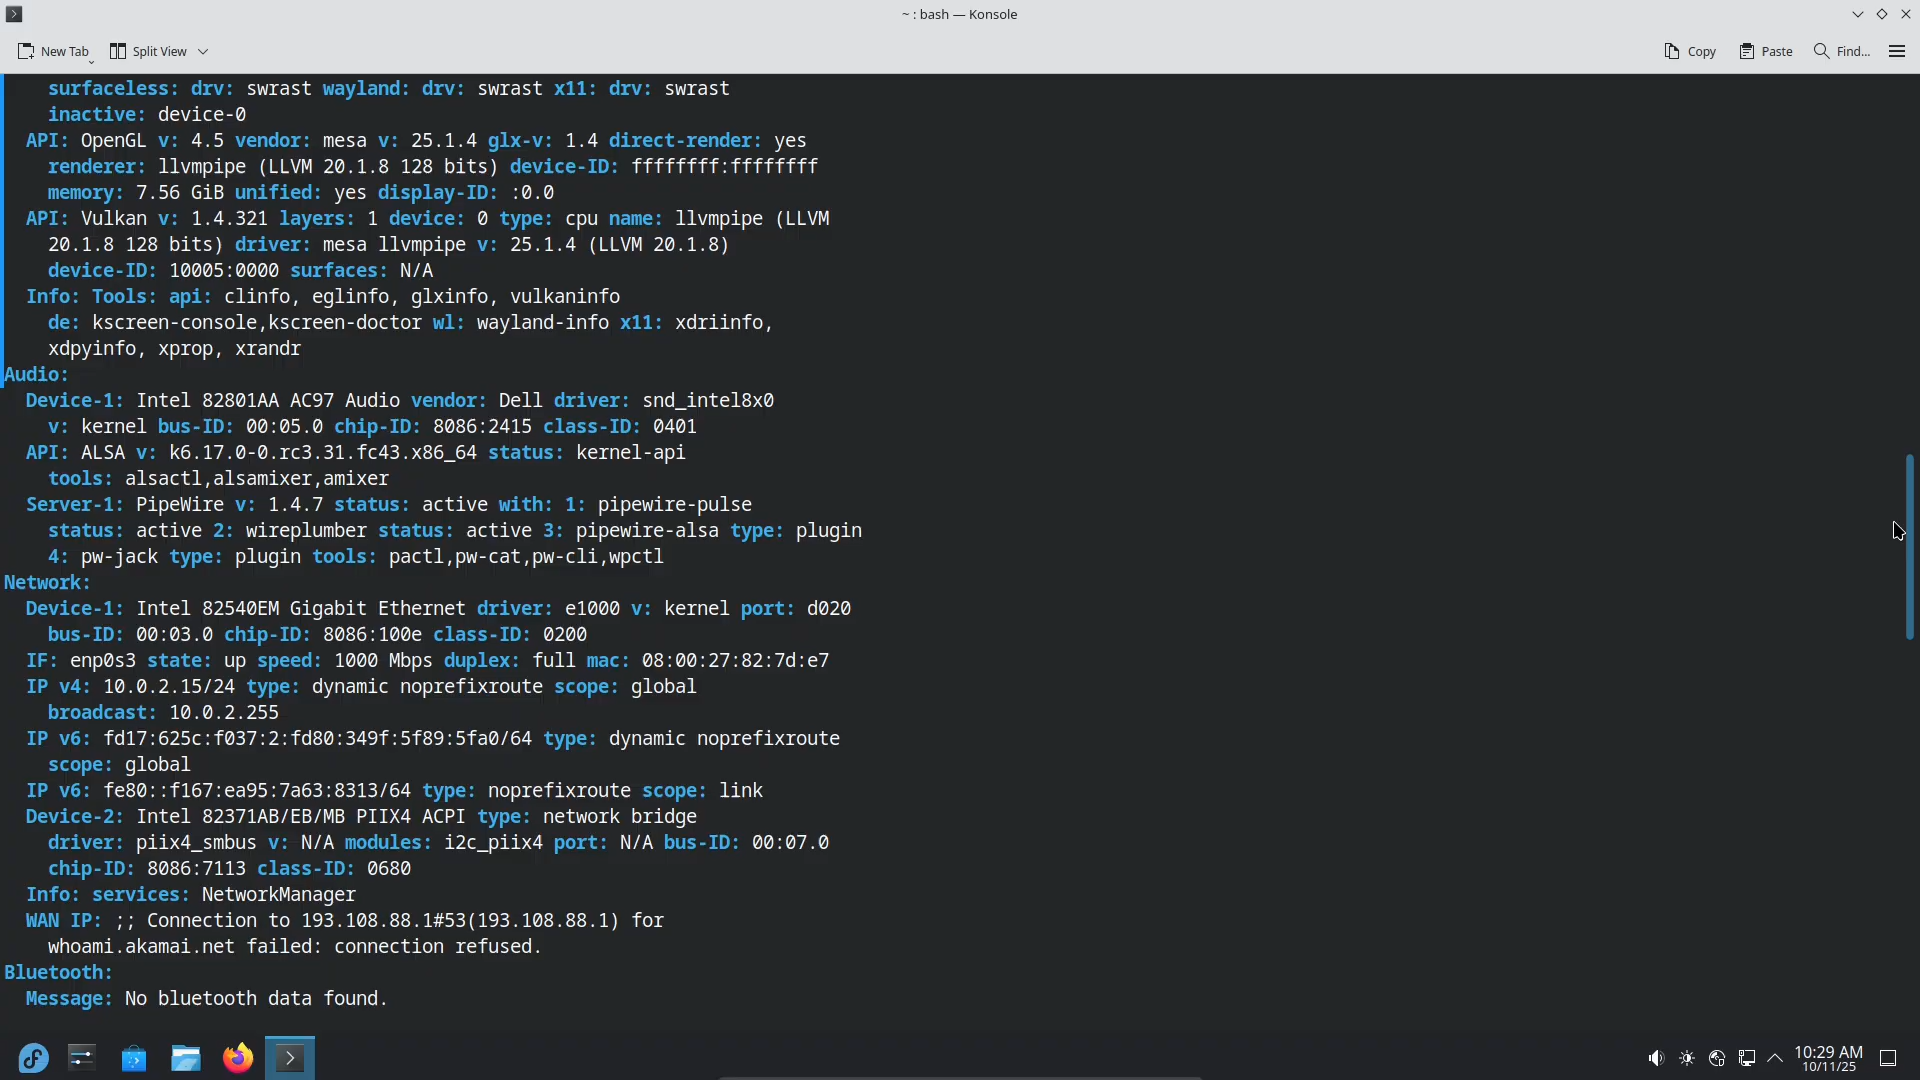 ~ : bash — Konsole
New Tab
Split View
Copy
Paste
Find...
surfaceless: drv: swrast wayland: drv: swrast x11: drv: swrast
inactive: device-0
API: OpenGL v: 4.5 vendor: mesa v: 25.1.4 glx-v: 1.4 direct-render: yes
renderer: llvmpipe (LLVM 20.1.8 128 bits) device-ID: ffffffff:ffffffff
memory: 7.56 GiB unified: yes display-ID: :0.0
API: Vulkan v: 1.4.321 layers: 1 device: 0 type: cpu name: llvmpipe (LLVM
20.1.8 128 bits) driver: mesa llvmpipe v: 25.1.4 (LLVM 20.1.8)
device-ID: 10005:0000 surfaces: N/A
Info: Tools: api: clinfo, eglinfo, glxinfo, vulkaninfo
de: kscreen-console,kscreen-doctor wl: wayland-info x11: xdriinfo,
xdpyinfo, xprop, xrandr
Audio:
Device-1: Intel 82801AA AC97 Audio vendor: Dell driver: snd_intel8x0
v: kernel bus-ID: 00:05.0 chip-ID: 8086:2415 class-ID: 0401
API: ALSA v: k6.17.0-0.rc3.31.fc43.x86_64 status: kernel-api
tools: alsactl,alsamixer,amixer
Server-1: PipeWire v: 1.4.7 status: active with: 1: pipewire-pulse
status: active 2: wireplumber status: active 3: pipewire-alsa type: plugin
4: pw-jack type: plugin tools: pactl,pw-cat,pw-cli,wpctl
Network:
Device-1: Intel 82540EM Gigabit Ethernet driver: e1000 v: kernel port: d020
bus-ID: 00:03.0 chip-ID: 8086:100e class-ID: 0200
IF: enp0s3 state: up speed: 1000 Mbps duplex: full mac: 08:00:27:82:7d:e7
IP v4: 10.0.2.15/24 type: dynamic noprefixroute scope: global
broadcast: 10.0.2.255
IP v6: fd17:625c:f037:2:fd80:349f:5f89:5fa0/64 type: dynamic noprefixroute
scope: global
IP v6: fe80::f167:ea95:7a63:8313/64 type: noprefixroute scope: link
Device-2: Intel 82371AB/EB/MB PIIX4 ACPI type: network bridge
driver: piix4_smbus v: N/A modules: i2c_piix4 port: N/A bus-ID: 00:07.0
chip-ID: 8086:7113 class-ID: 0680
Info: services: NetworkManager
WAN IP: ;; Connection to 193.108.88.1#53(193.108.88.1) for
whoami.akamai.net failed: connection refused.
Bluetooth:
Message: No bluetooth data found.
10:29 AM
10/11/25